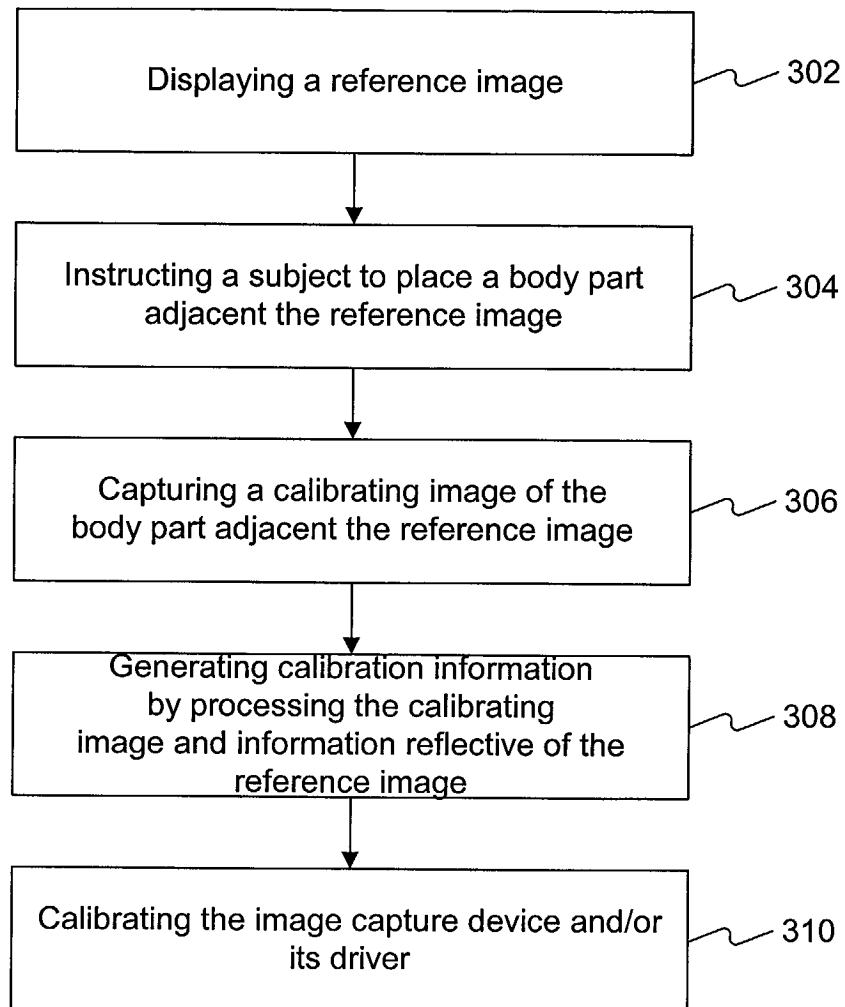 Displaying a reference image
302
Instructing a subject to place a body part
adjacent the reference image
304
Capturing a calibrating image of the
body part adjacent the reference image
306
Generating calibration information
by processing the calibrating
image and information reflective of the
reference image
308
Calibrating the image capture device and/or
its driver
310